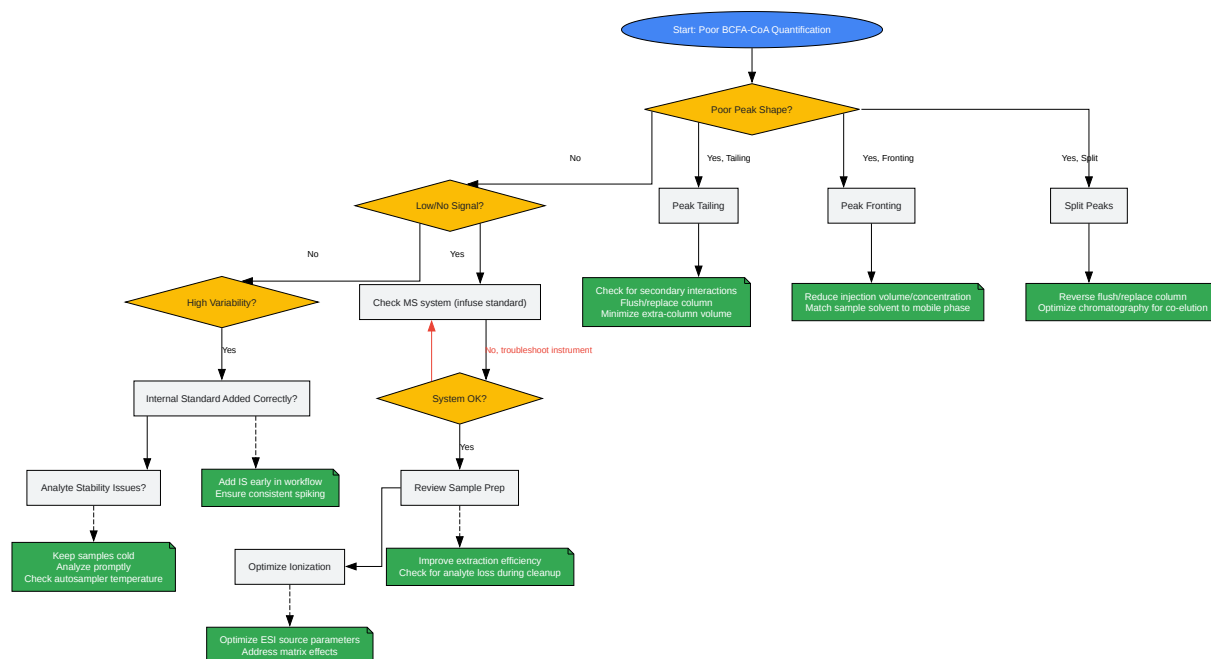 Start: Poor BCFA-CoA Quantification
Poor Peak Shape?
No
Yes, Tailing
Yes, Fronting
Yes, Split
Low/No Signal?
Peak Tailing
Peak Fronting
Split Peaks
No
Yes
High Variability?
Check MS system (infuse standard)
Check for secondary interactions
Flush/replace column
Minimize extra-column volume
Reduce injection volume/concentration
Match sample solvent to mobile phase
Reverse flush/replace column
Optimize chromatography for co-elution
Yes
No, troubleshoot instrument
Internal Standard Added Correctly?
System OK?
Yes
Analyte Stability Issues?
Add IS early in workflow
Ensure consistent spiking
Review Sample Prep
Keep samples cold
Analyze promptly
Check autosampler temperature
Optimize Ionization
Improve extraction efficiency
Check for analyte loss during cleanup
Optimize ESI source parameters
Address matrix effects